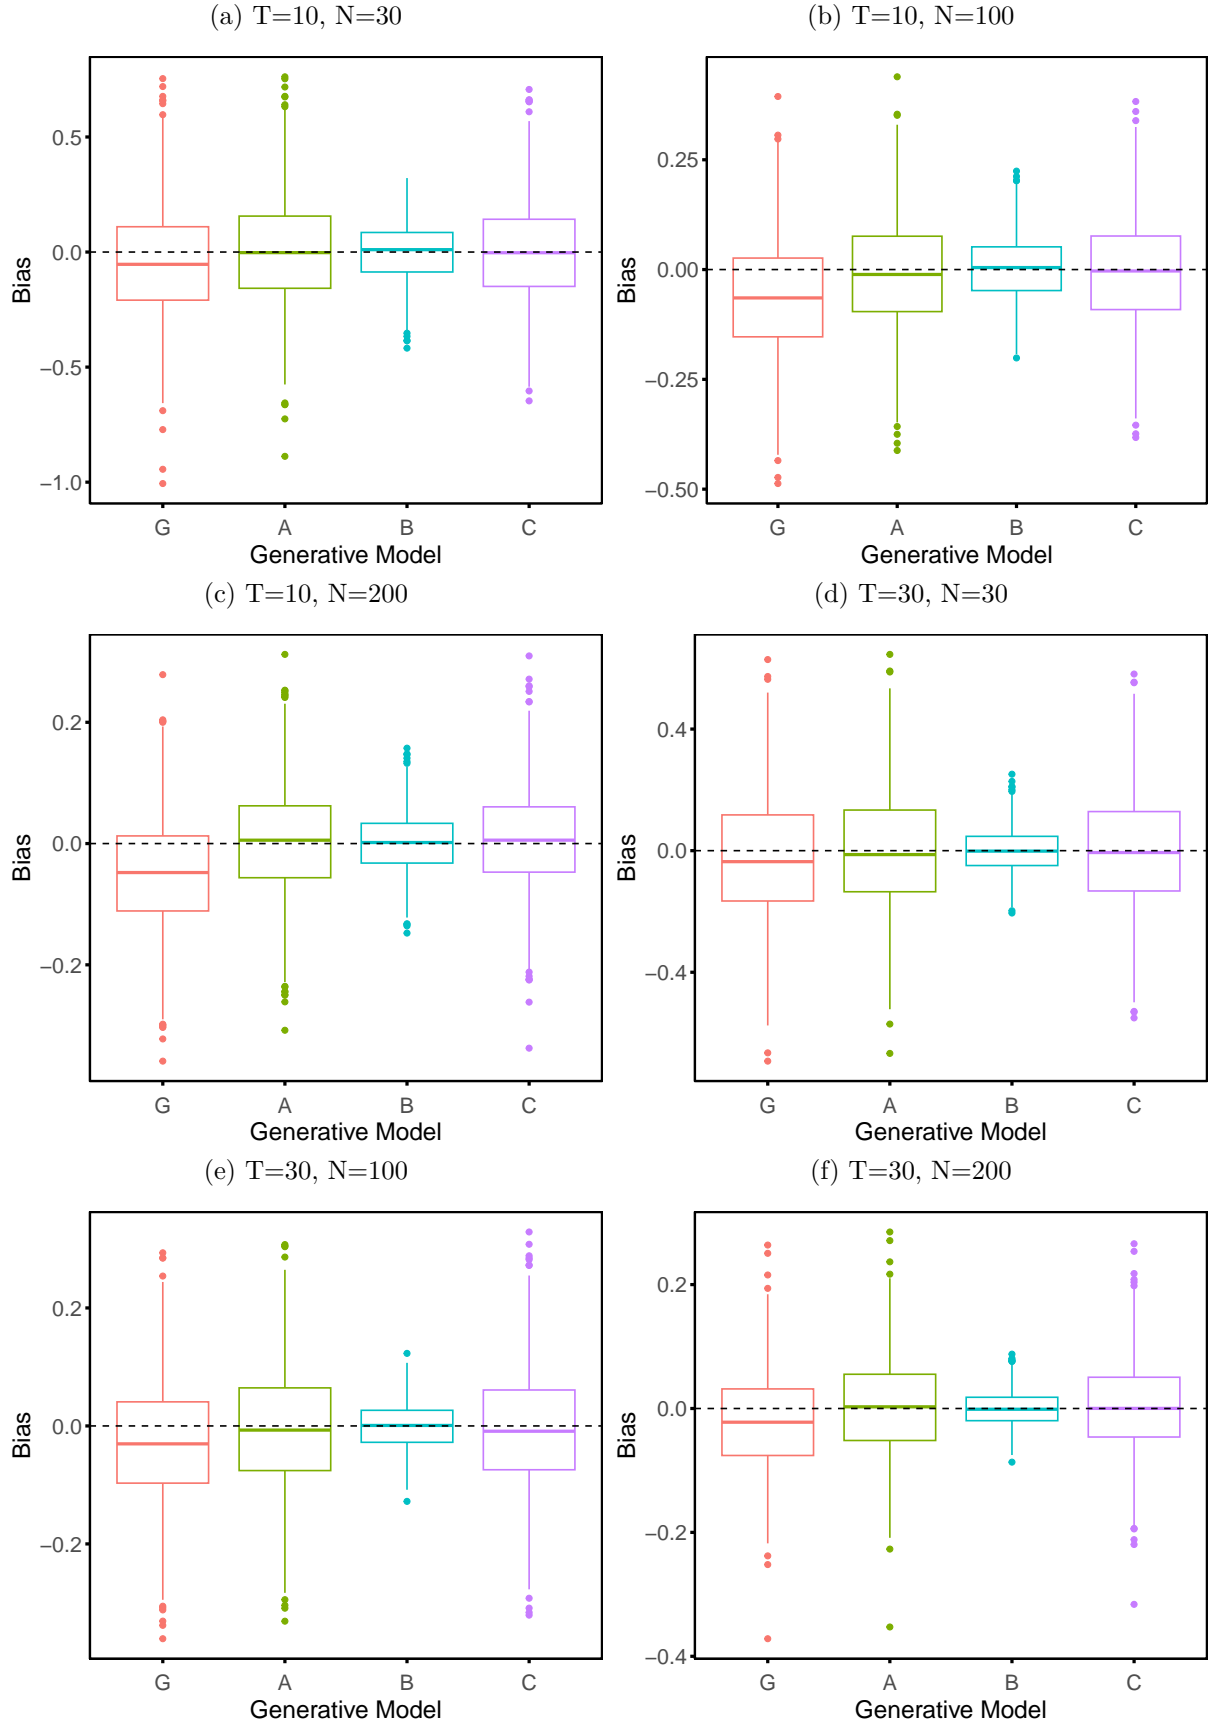 (a) T=10, N=30
(b) T=10, N=100
0.5
0.0
−0.5
−1.0
Bias
G A B C
Generative Model
0.25
0.00
−0.25
−0.50
Bias
G A B C
Generative Model
(c) T=10, N=200
(d) T=30, N=30
0.2
0.0
−0.2
Bias
G A B C
Generative Model
0.4
0.0
−0.4
Bias
G A B C
Generative Model
(e) T=30, N=100
(f) T=30, N=200
0.2
0.0
−0.2
Bias
G A B C
Generative Model
0.2
0.0
−0.2
−0.4
Bias
G A B C
Generative Model